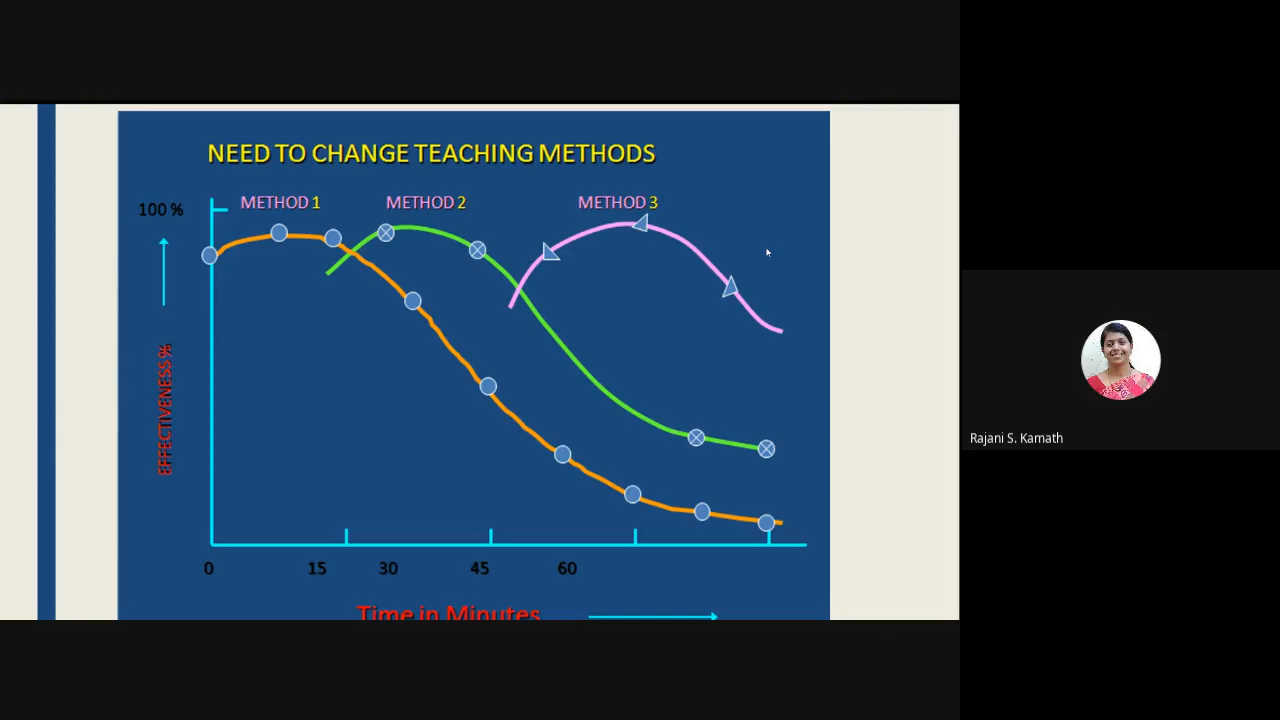 NEED TO CHANGE TEACHING METHODS
METHOD 1 METHOD 2 METHOD 3
100 %
EFFECTIVENESS %
0 15 30 45 60
Time in Minutes
Rajani S. Kamath